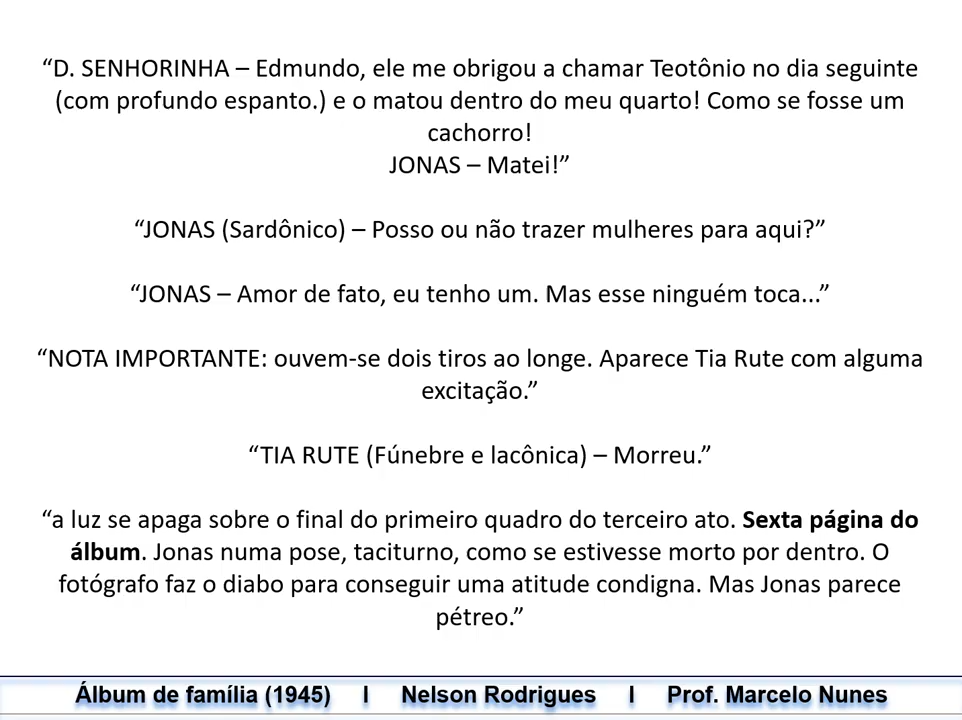 “D. SENHORINHA – Edmundo, ele me obrigou a chamar Teotônio no dia seguinte
(com profundo espanto.) e o matou dentro do meu quarto! Como se fosse um
cachorro!
JONAS – Matei!”
“JONAS (Sardônico) – Posso ou não trazer mulheres para aqui?”
“JONAS – Amor de fato, eu tenho um. Mas esse ninguém toca...”
“NOTA IMPORTANTE: ouvem-se dois tiros ao longe. Aparece Tia Rute com alguma
excitação.”
“TIA RUTE (Fúnebre e lacônica) – Morreu.”
“a luz se apaga sobre o final do primeiro quadro do terceiro ato. Sexta página do
álbum. Jonas numa pose, taciturno, como se estivesse morto por dentro. O
fotógrafo faz o diabo para conseguir uma atitude condigna. Mas Jonas parece
pétreo.”
Álbum de família (1945) I Nelson Rodrigues I Prof. Marcelo Nunes